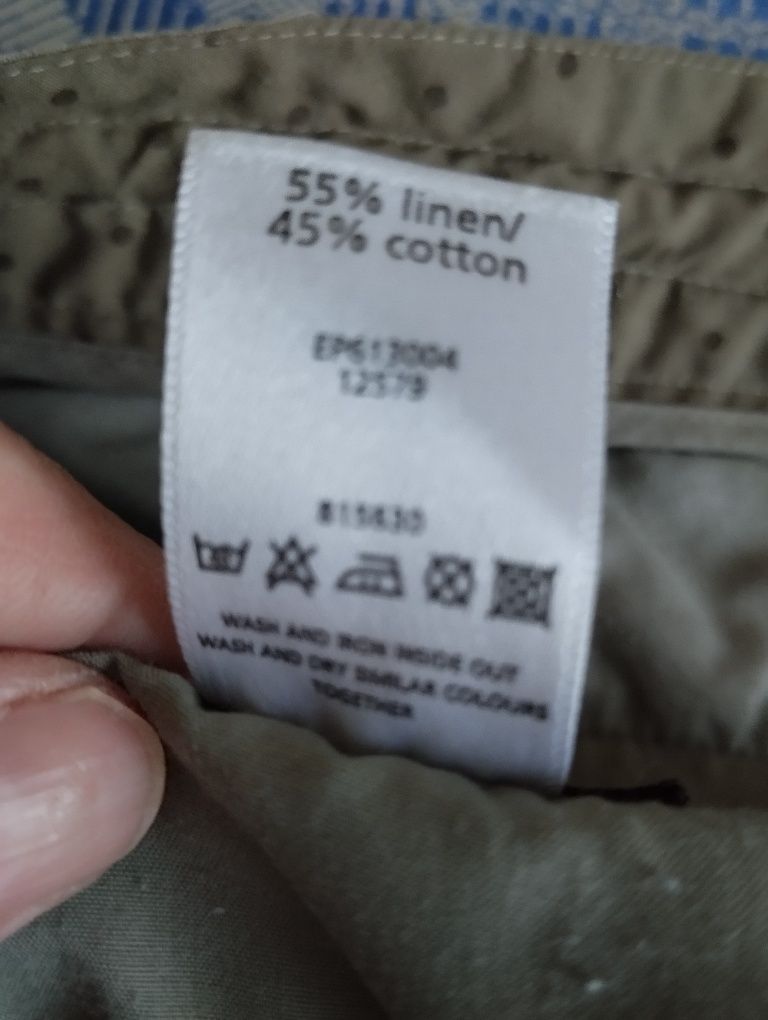 55% linen/
45% cotton
EP613004
12579
815630
WASH AND IRON INSIDE OUT
WASH AND DRY SIMILAR COLOURS
TOGETHER